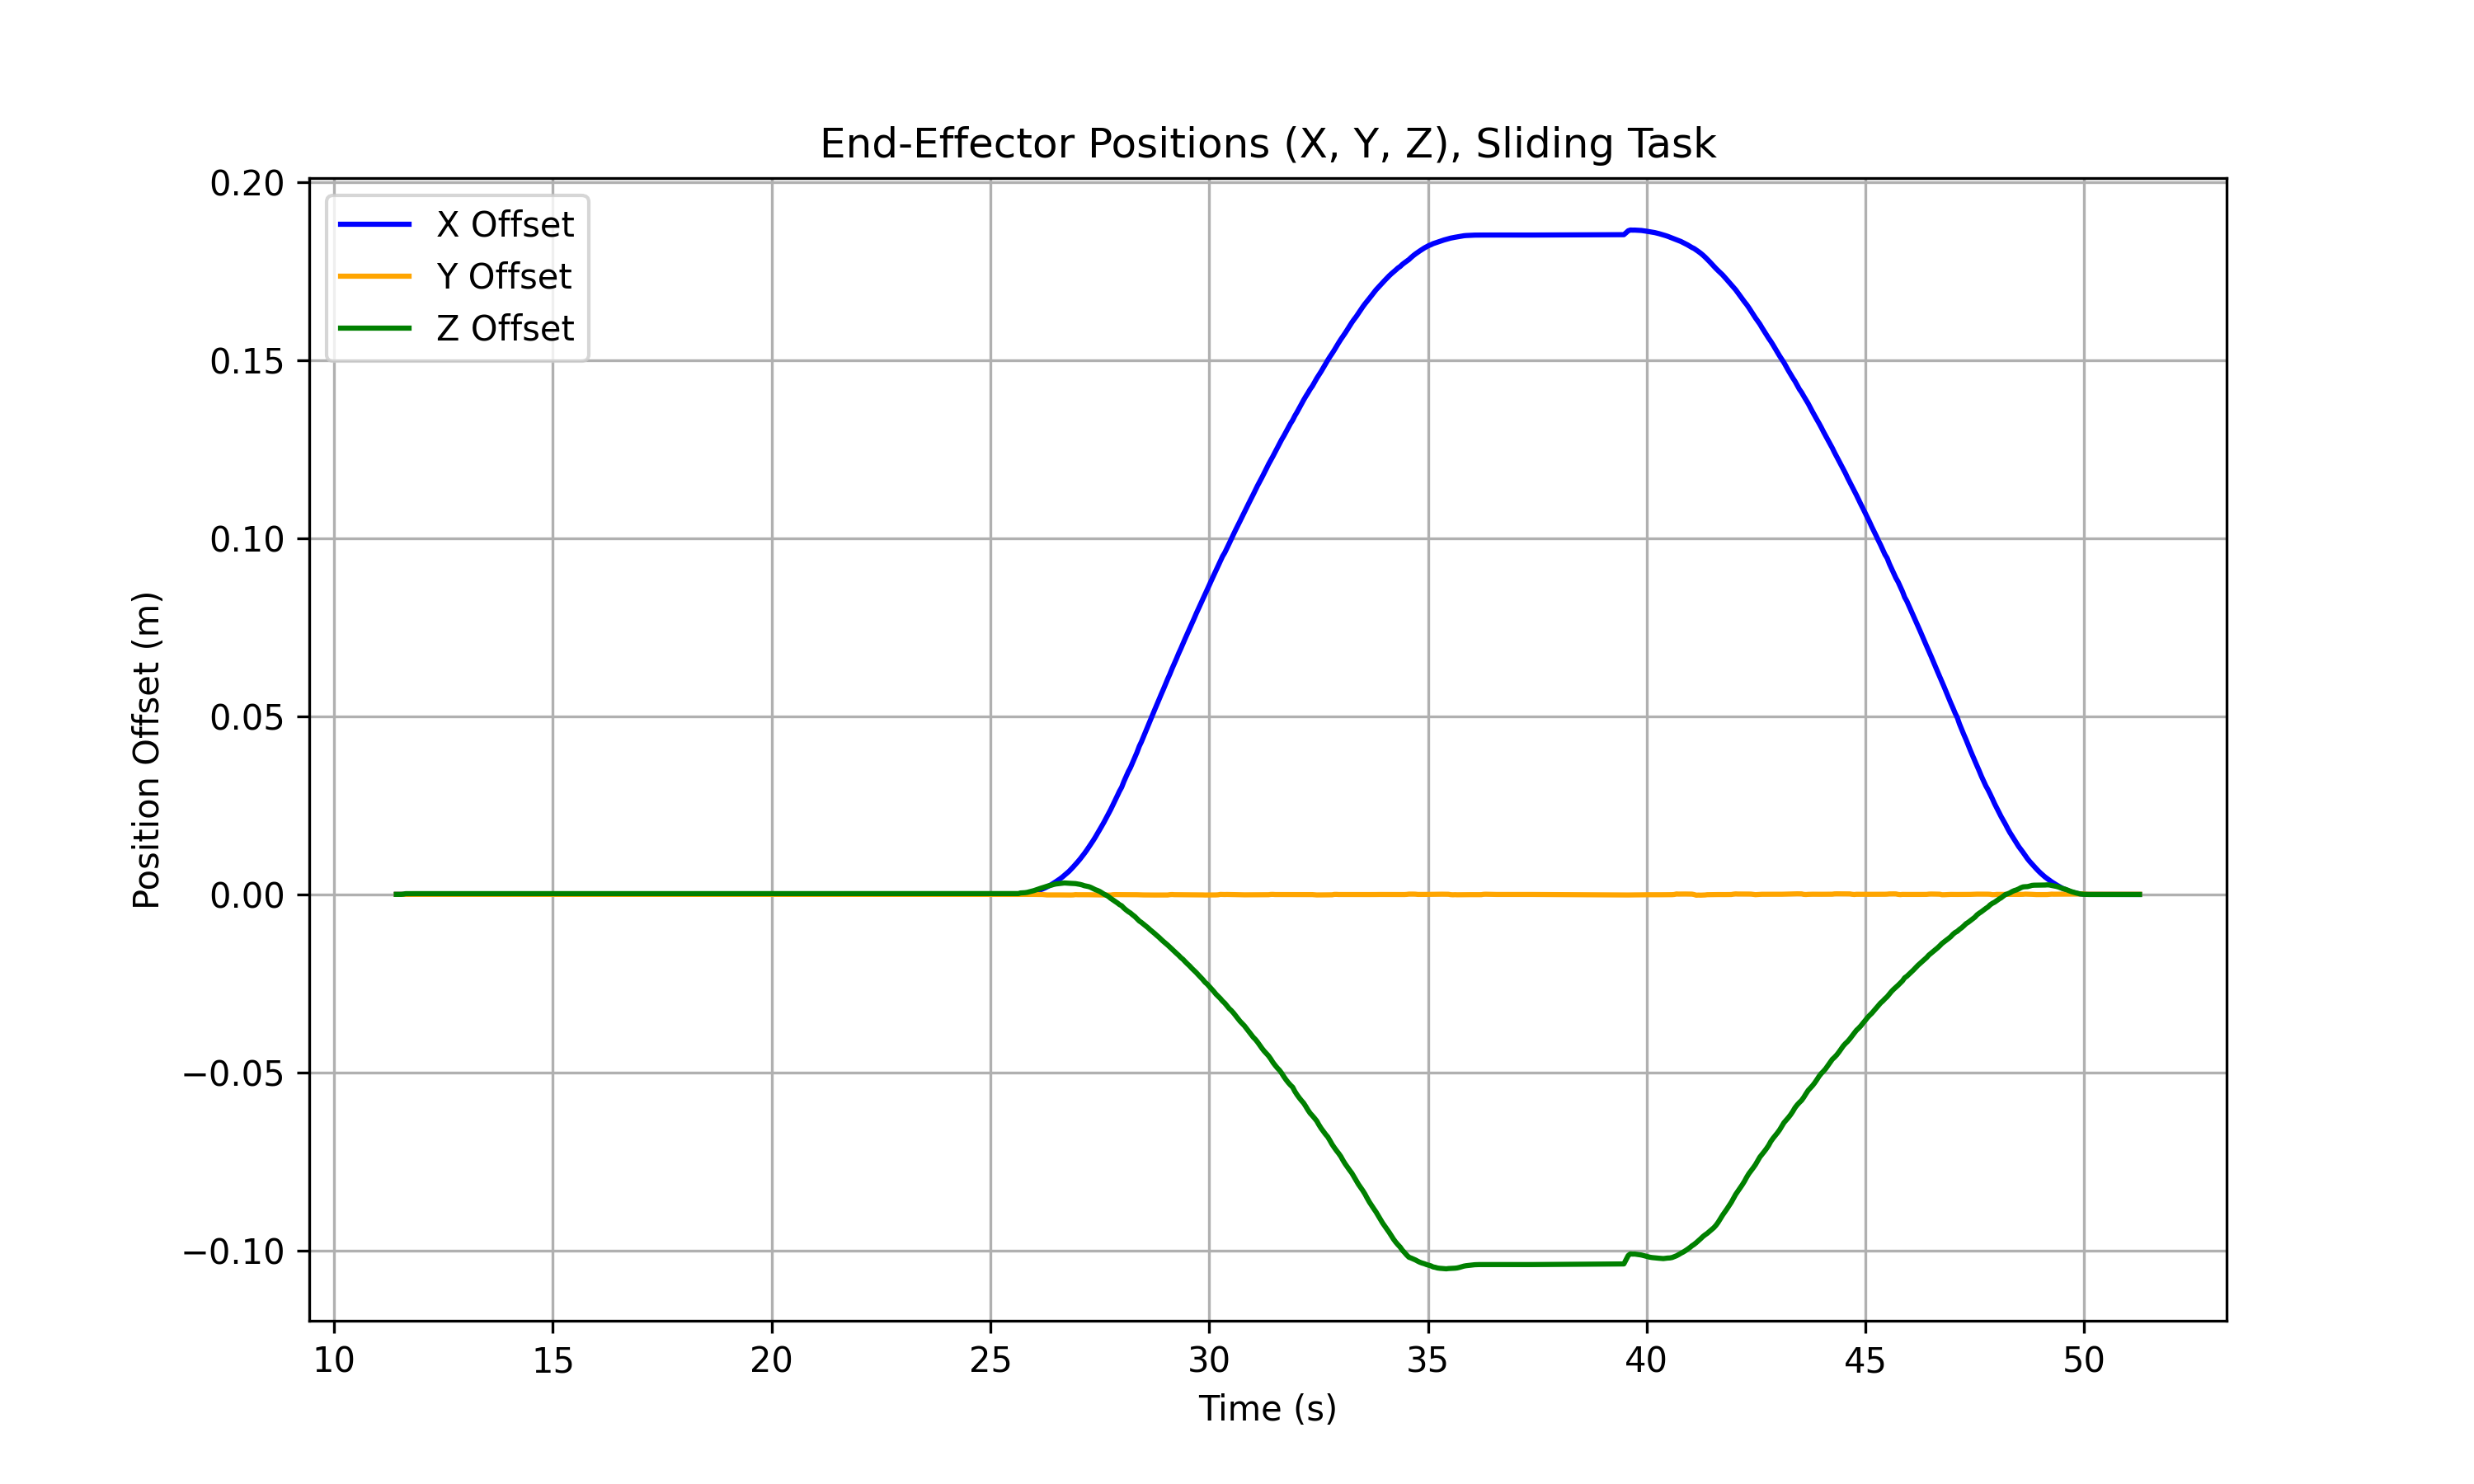 End-Effector Positions (X, Y, Z), Sliding Task
X Offset
Y Offset
Z Offset
Position Offset (m)
0.20
0.15
0.10
0.05
0.00
−0.05
−0.10
10 15 20 25 30 35 40 45 50
Time (s)